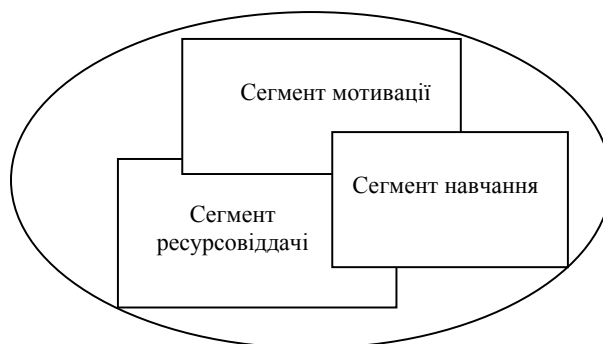 Сегмент мотивації
Сегмент навчання
Сегмент
ресурсовіддачі